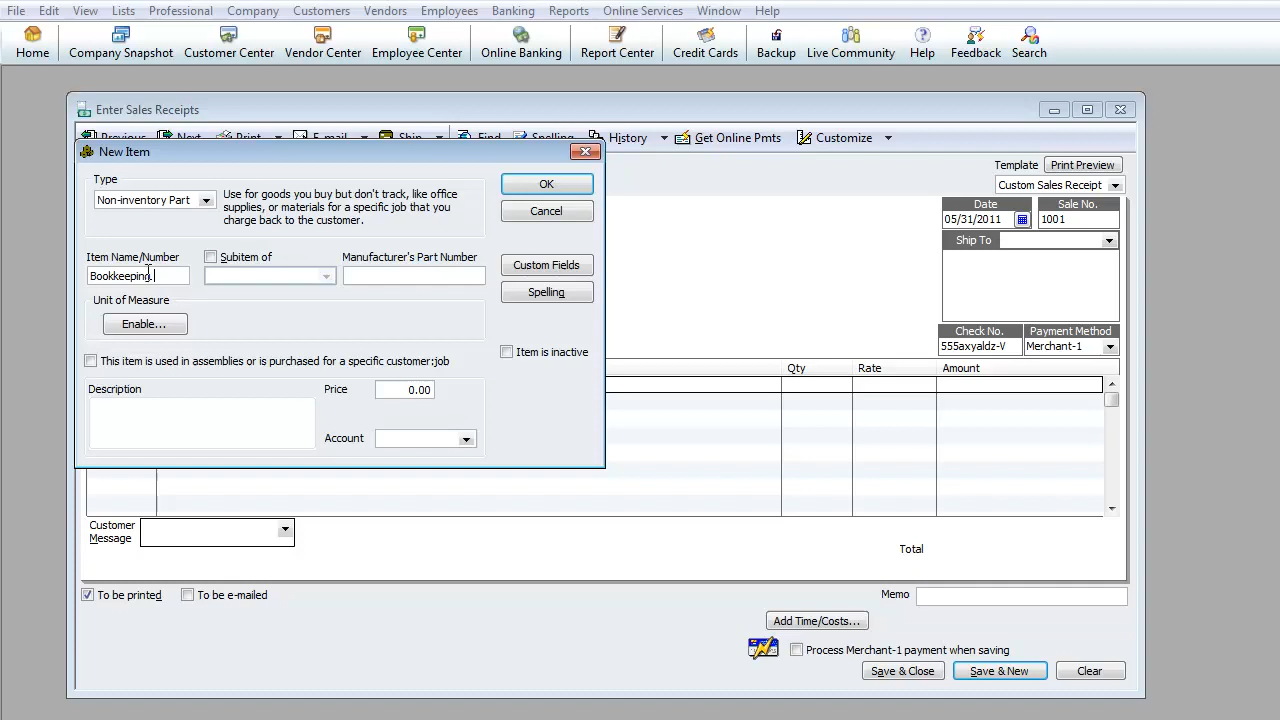 File Edit View Lists Professional Company Customers Vendors Employees Banking Reports Online Services Window Help
Home Company Snapshot Customer Center Vendor Center Employee Center Online Banking Report Center Credit Cards Backup Live Community Help Feedback Search
Enter Sales Receipts
Previous Next Print E-mail Ship Find Spelling History Get Online Pmts Customize
New Item
Template Print Preview
Custom Sales Receipt
Type
Non-inventory Part
Use for goods you buy but don't track, like office
supplies, or materials for a specific job that you
charge back to the customer.
OK
Cancel
Date Sale No.
05/31/2011 1001
Ship To
Item Name/Number Subitem of Manufacturer's Part Number
Bookkeeping
Custom Fields
Spelling
Unit of Measure
Enable...
Check No. Payment Method
555axyaldz-V Merchant-1
Item is inactive
This item is used in assemblies or is purchased for a specific customer:job
Qty Rate Amount
Description Price 0.00
Account
Customer
Message
Total
To be printed To be e-mailed
Memo
Add Time/Costs...
Process Merchant-1 payment when saving
Save & Close Save & New Clear